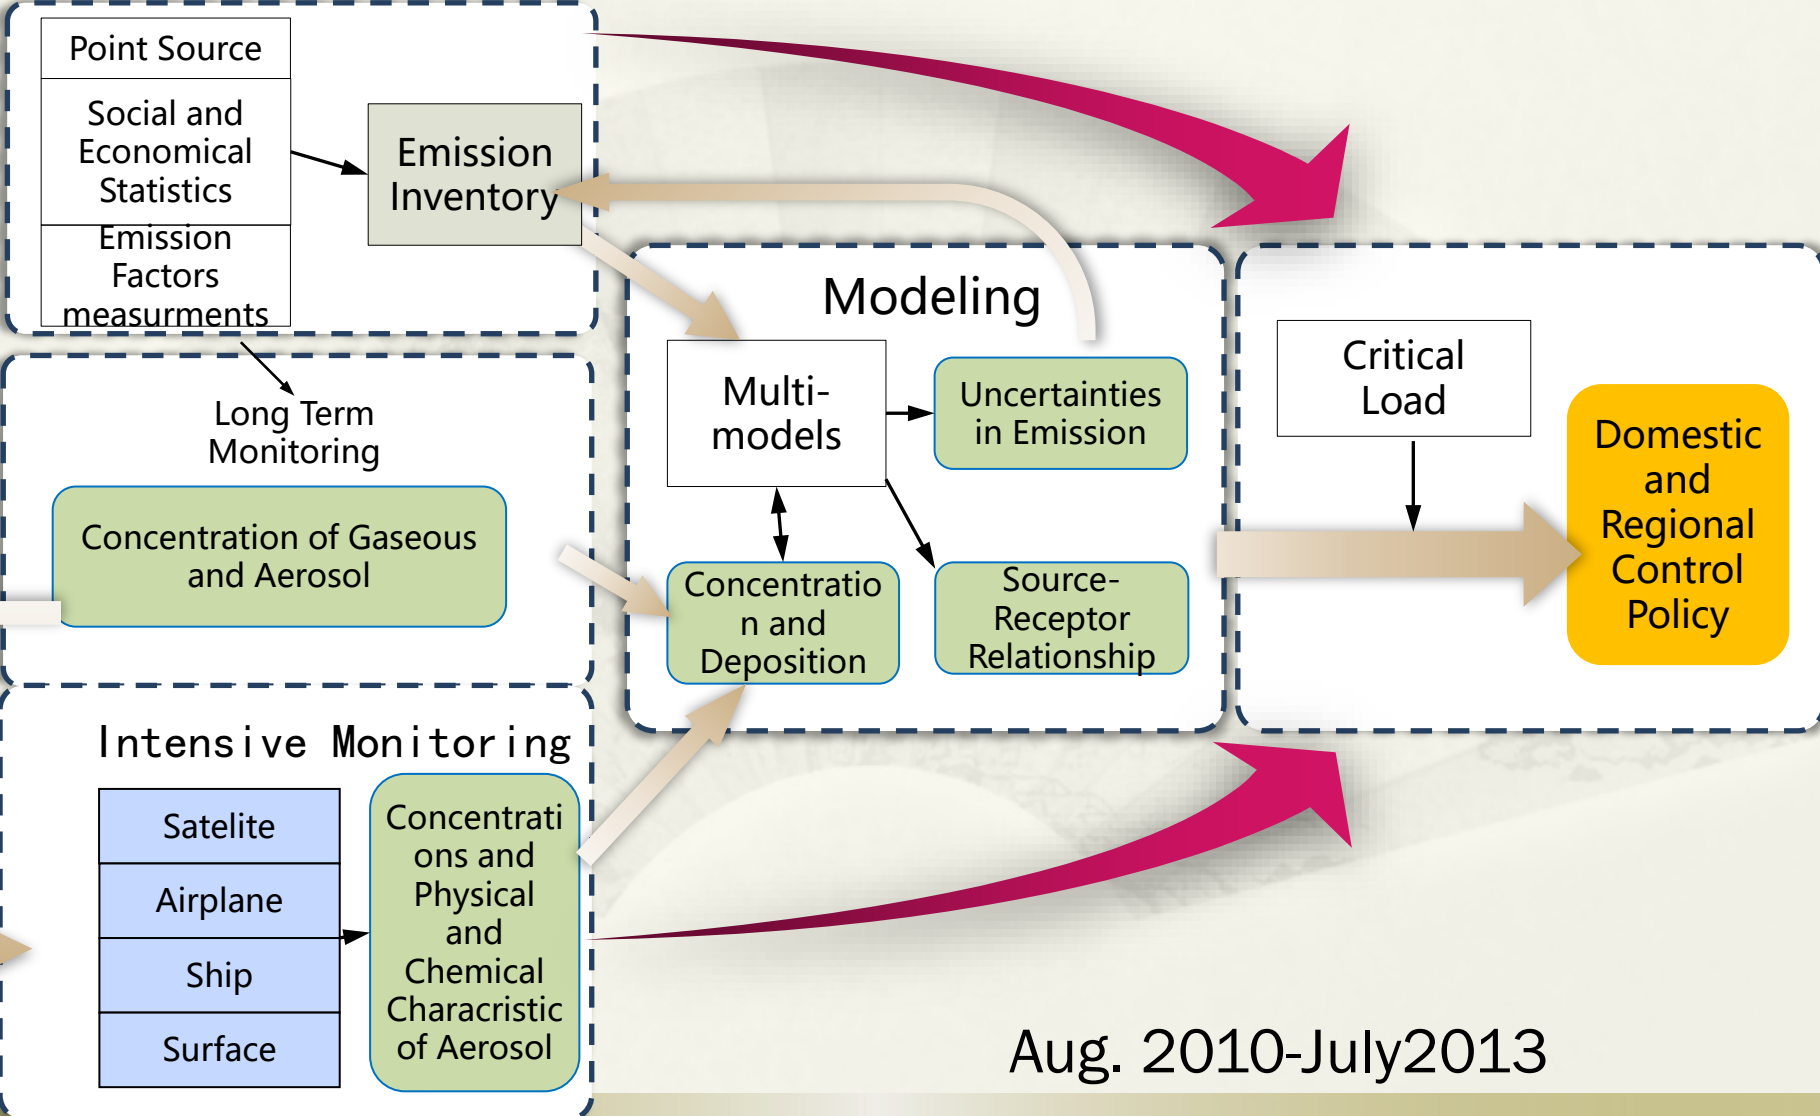 Point Source
Social and
Economical
Statistics
Emission
Factors
measurments
Emission
Inventory
Long Term
Monitoring
Concentration of Gaseous
and Aerosol
Intensive Monitoring
Satelite
Airplane
Ship
Surface
Concentrati
ons and
Physical
and
Chemical
Characristic
of Aerosol
Modeling
Multi-
models
Uncertainties
in Emission
Concentratio
n and
Deposition
Source-
Receptor
Relationship
Critical
Load
Domestic
and
Regional
Control
Policy
Aug. 2010-July2013